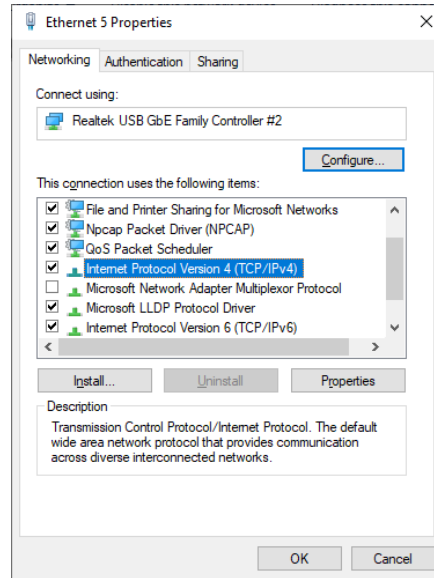 Ethernet 5 Properties
Networking Authentication Sharing
Connect using:
Realtek USB GbE Family Controller #2
Configure...
This connection uses the following items:
File and Printer Sharing for Microsoft Networks
Npcap Packet Driver (NPCAP)
QoS Packet Scheduler
Internet Protocol Version 4 (TCP/IPv4)
Microsoft Network Adapter Multiplexor Protocol
Microsoft LLDP Protocol Driver
Internet Protocol Version 6 (TCP/IPv6)
Install... Uninstall Properties
Description
Transmission Control Protocol/Internet Protocol. The default
wide area network protocol that provides communication
across diverse interconnected networks.
OK Cancel